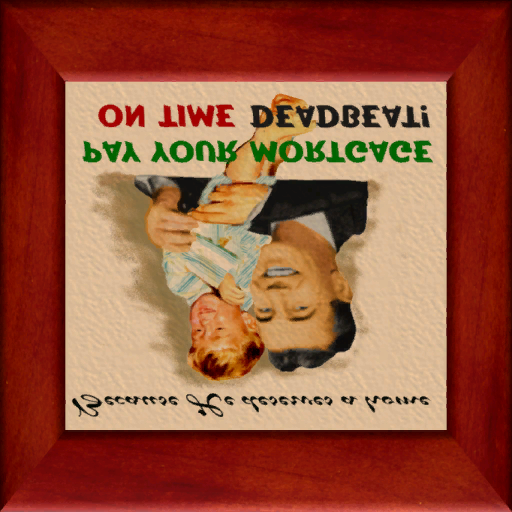 Because He deserves a home
PAY YOUR MORTGAGE
ON TIME DEADBEAT!